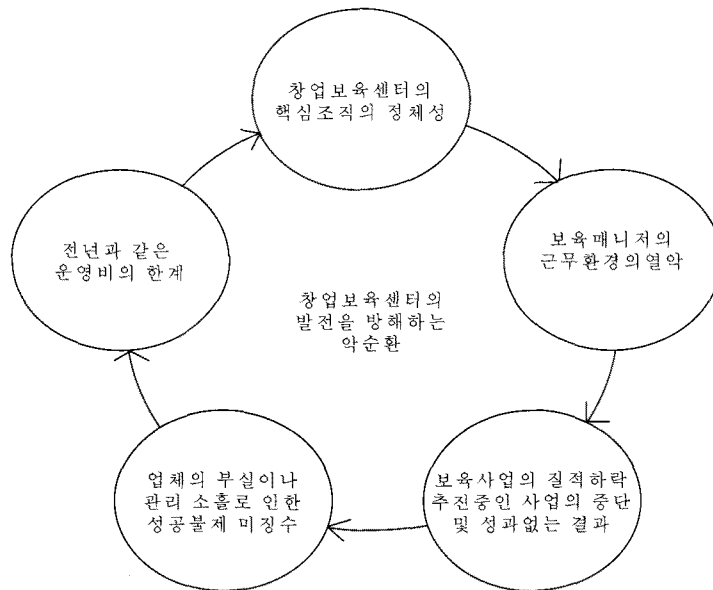 창업보육센터의
핵심조직의 정체성
보육매니저의
근무환경의열악
보육사업의 질적하락
추진중인 사업의 중단
및 성과없는 결과
업체의 부실이나
관리 소홀로 인한
성공불제 미징수
전년과 같은
운영비의 한계
창업보육센터의
발전을 방해하는
악순환